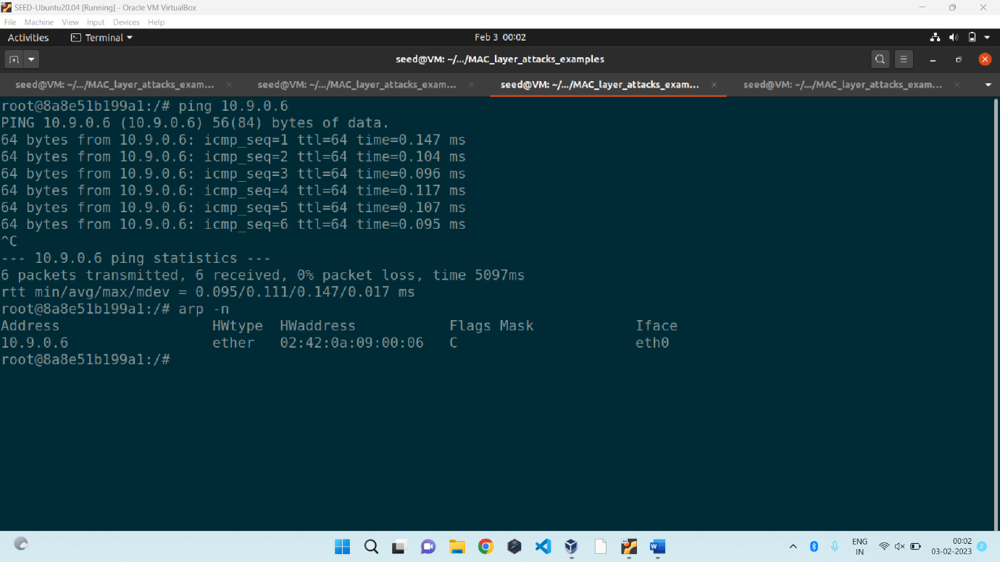 SEED-Ubuntu20.04 [Running] - Oracle VM VirtualBox
File Machine View Input Devices Help
Activities Terminal Feb 3 00:02
seed@VM: ~/.../MAC_layer_attacks_examples
seed@VM: ~/.../MAC_layer_attacks_exam... seed@VM: ~/.../MAC_layer_attacks_exam... seed@VM: ~/.../MAC_layer_attacks_exam... seed@VM: ~/.../MAC_layer_attacks_exam...
root@8a8e51b199a1:/# ping 10.9.0.6
PING 10.9.0.6 (10.9.0.6) 56(84) bytes of data.
64 bytes from 10.9.0.6: icmp_seq=1 ttl=64 time=0.147 ms
64 bytes from 10.9.0.6: icmp_seq=2 ttl=64 time=0.104 ms
64 bytes from 10.9.0.6: icmp_seq=3 ttl=64 time=0.096 ms
64 bytes from 10.9.0.6: icmp_seq=4 ttl=64 time=0.117 ms
64 bytes from 10.9.0.6: icmp_seq=5 ttl=64 time=0.107 ms
64 bytes from 10.9.0.6: icmp_seq=6 ttl=64 time=0.095 ms
^C
--- 10.9.0.6 ping statistics ---
6 packets transmitted, 6 received, 0% packet loss, time 5097ms
rtt min/avg/max/mdev = 0.095/0.111/0.147/0.017 ms
root@8a8e51b199a1:/# arp -n
Address HWtype HWaddress Flags Mask Iface
10.9.0.6 ether 02:42:0a:09:00:06 C eth0
root@8a8e51b199a1:/#
ENG 00:02
IN 03-02-2023 2